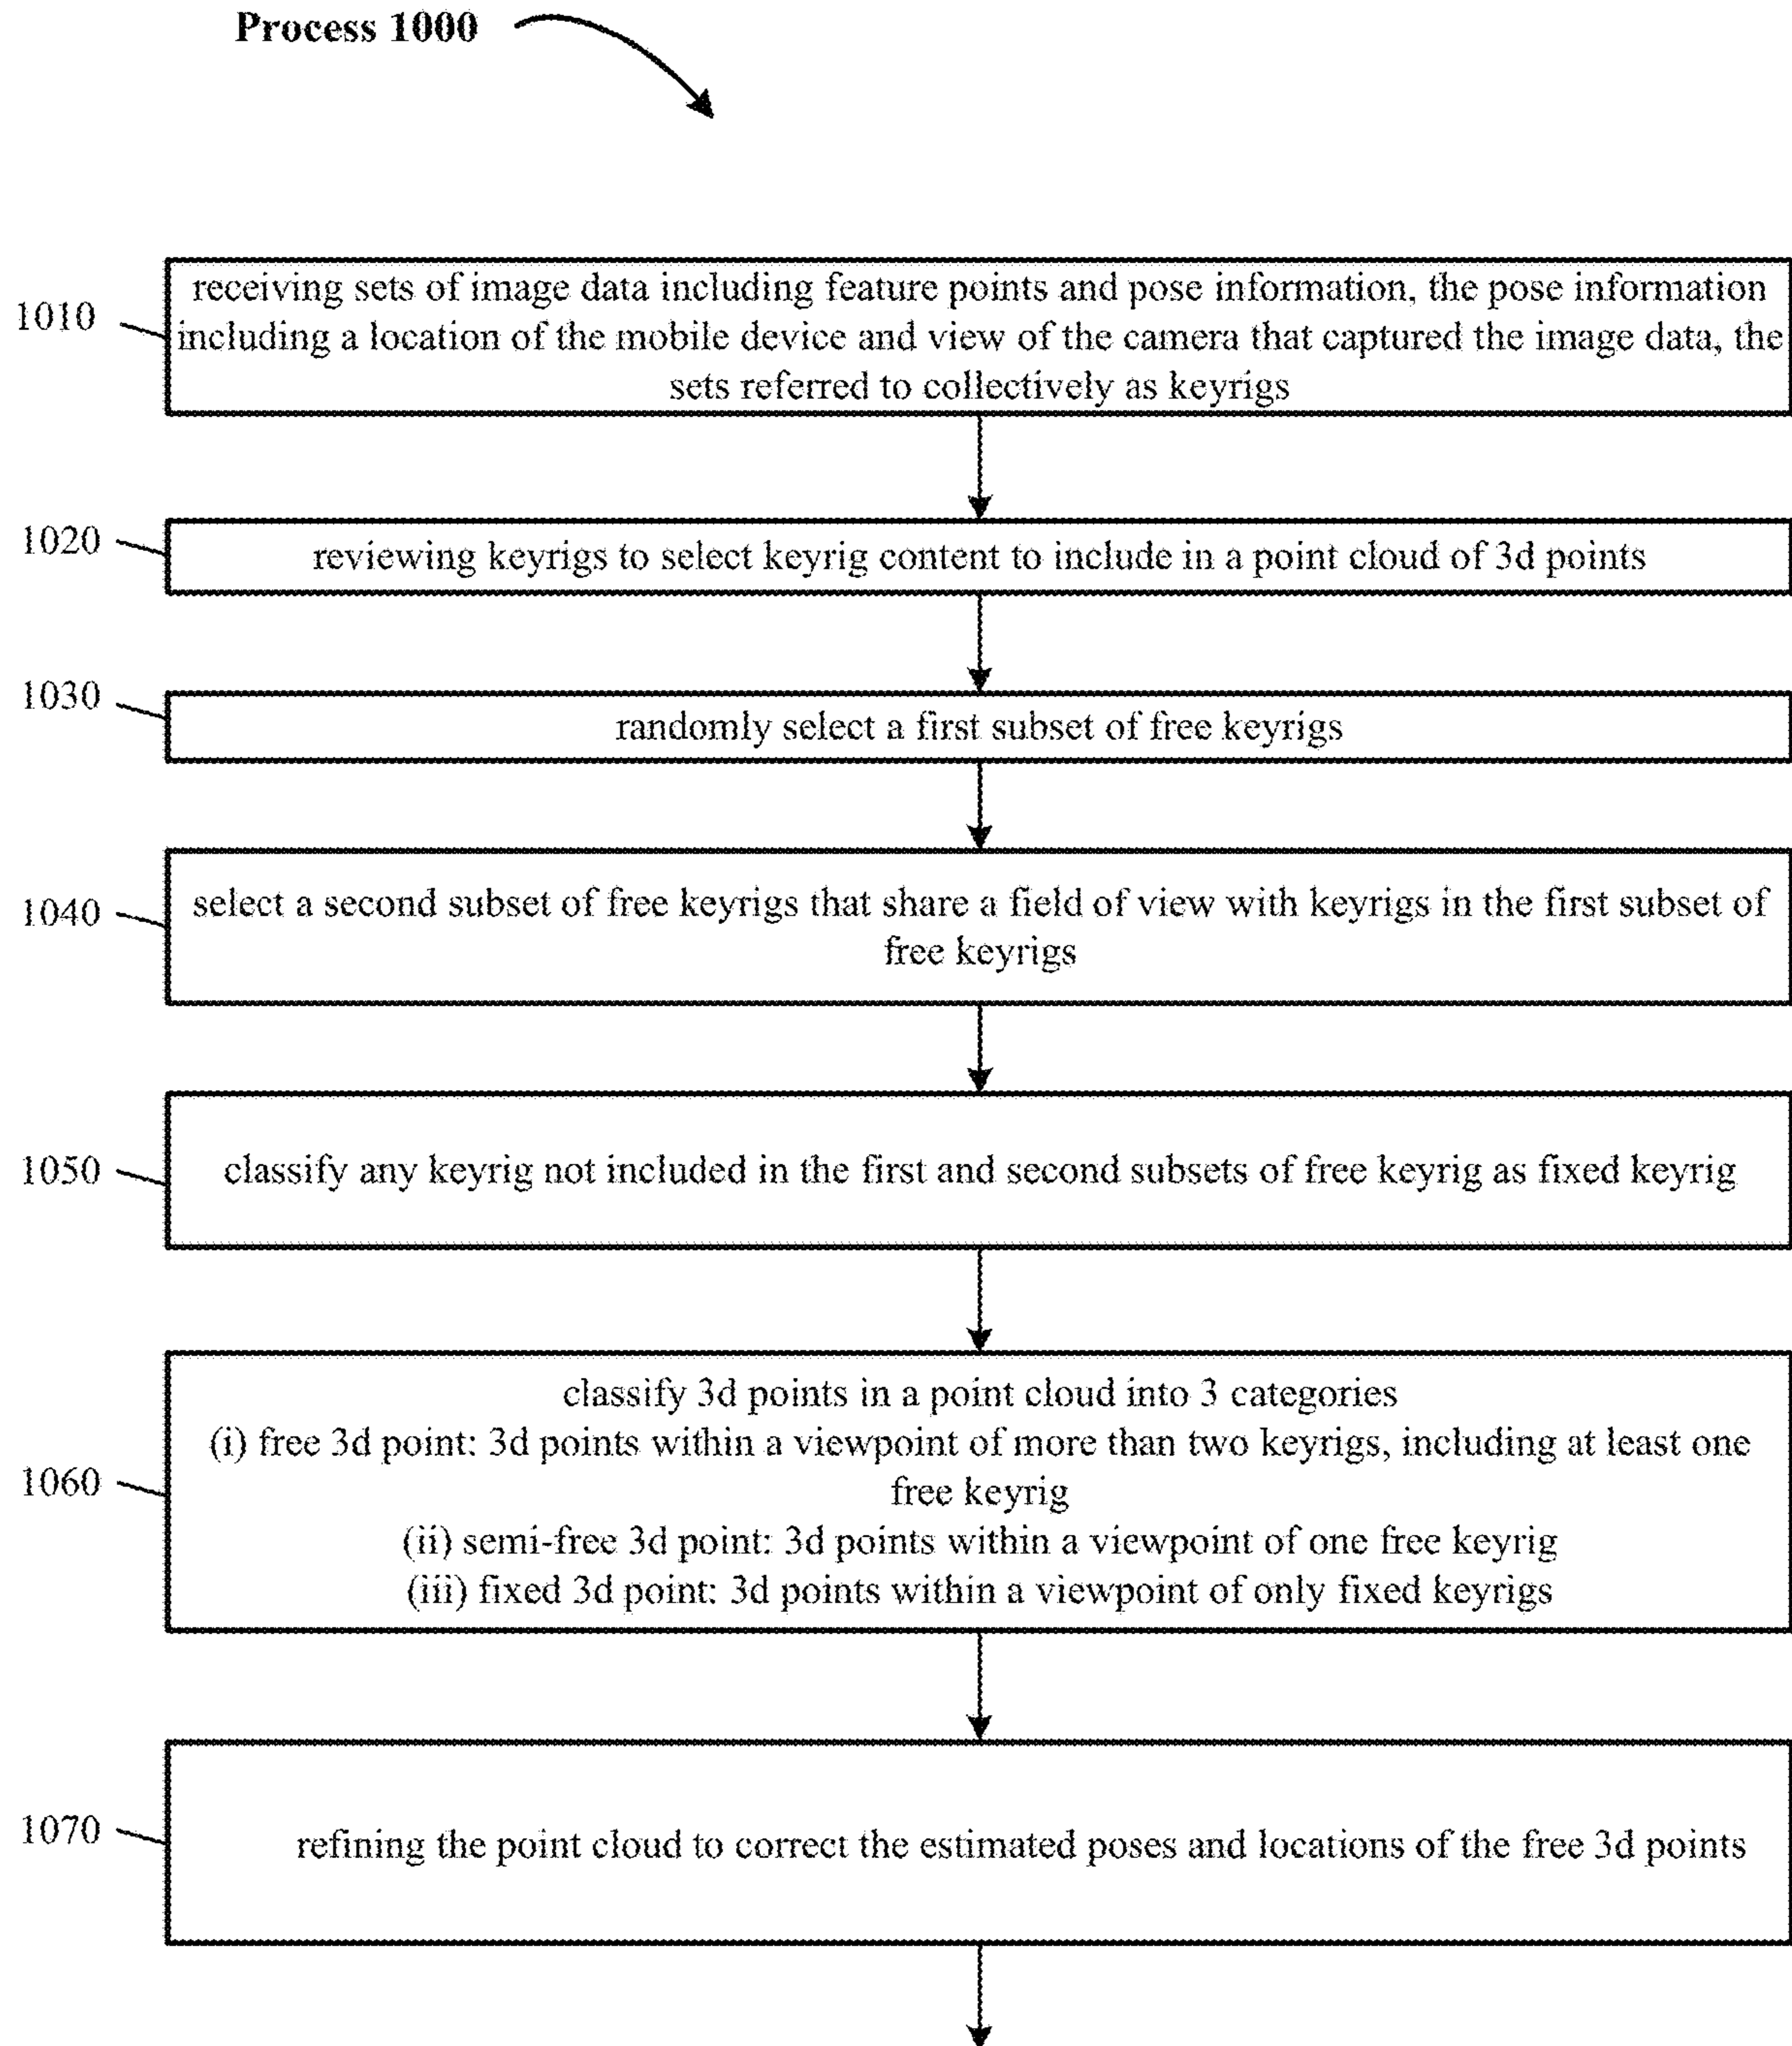 Process 1000
1010
receiving sets of image data including feature points and pose information, the pose information
including a location of the mobile device and view of the camera that captured the image data, the
sets referred to collectively as keyrigs
1020
reviewing keyrigs to select keyrig content to include in a point cloud of 3d points
1030
randomly select a first subset of free keyrigs
1040
select a second subset of free keyrigs that share a field of view with keyrigs in the first subset of
free keyrigs
1050
classify any keyrig not included in the first and second subsets of free keyrig as fixed keyrig
1060
classify 3d points in a point cloud into 3 categories
(i) free 3d point: 3d points within a viewpoint of more than two keyrigs, including at least one
free keyrig
(ii) semi-free 3d point: 3d points within a viewpoint of one free keyrig
(iii) fixed 3d point: 3d points within a viewpoint of only fixed keyrigs
1070
refining the point cloud to correct the estimated poses and locations of the free 3d points